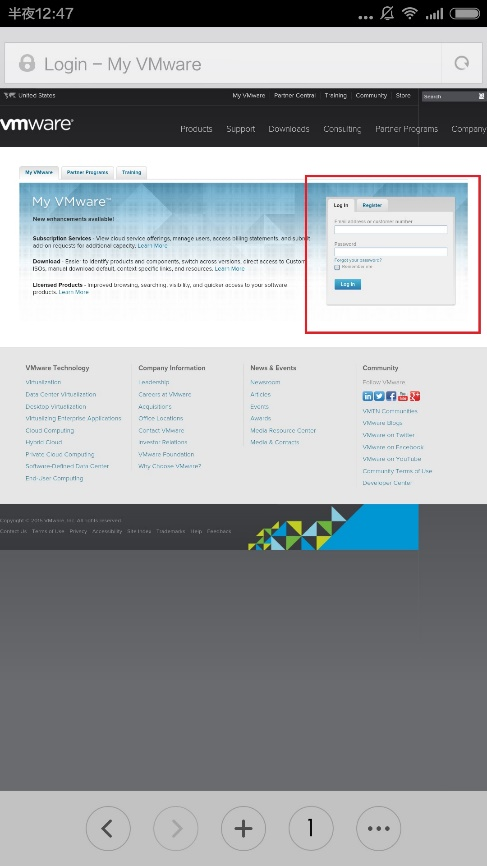 半夜12:47
Login – My VMware
United States
My VMware Partner Central Training Community Store Search
vmware®
Products Support Downloads Consulting Partner Programs Company
My VMware Partner Programs Training
My VMware™
New enhancements available!
Subscription Services - View cloud service offerings, manage users, access billing statements, and submit
add-on requests for additional capacity. Learn More
Download - Easier to identify products and components, switch across versions, direct access to Custom
ISOs, manual download default, context-specific links, and resources. Learn More
Licensed Products - Improved browsing, searching, visibility, and quicker access to your software
products. Learn More
Log In Register
Email address or customer number
Password
Forgot your password?
Remember me
Log In
VMware Technology
Virtualization
Data Center Virtualization
Desktop Virtualization
Virtualizing Enterprise Applications
Cloud Computing
Hybrid Cloud
Private Cloud Computing
Software-Defined Data Center
End-User Computing
Company Information
Leadership
Careers at VMware
Acquisitions
Office Locations
Contact VMware
Investor Relations
VMware Foundation
Why Choose VMware?
News & Events
Newsroom
Articles
Events
Awards
Media Resource Center
Media & Contacts
Community
Follow VMware
VMTN Communities
VMware Blogs
VMware on Twitter
VMware on Facebook
VMware on YouTube
Community Terms of Use
Developer Center
Copyright © 2015 VMware, Inc. All rights reserved.
Contact Us Terms of Use Privacy Accessibility Site Index Trademarks Help Feedback
1